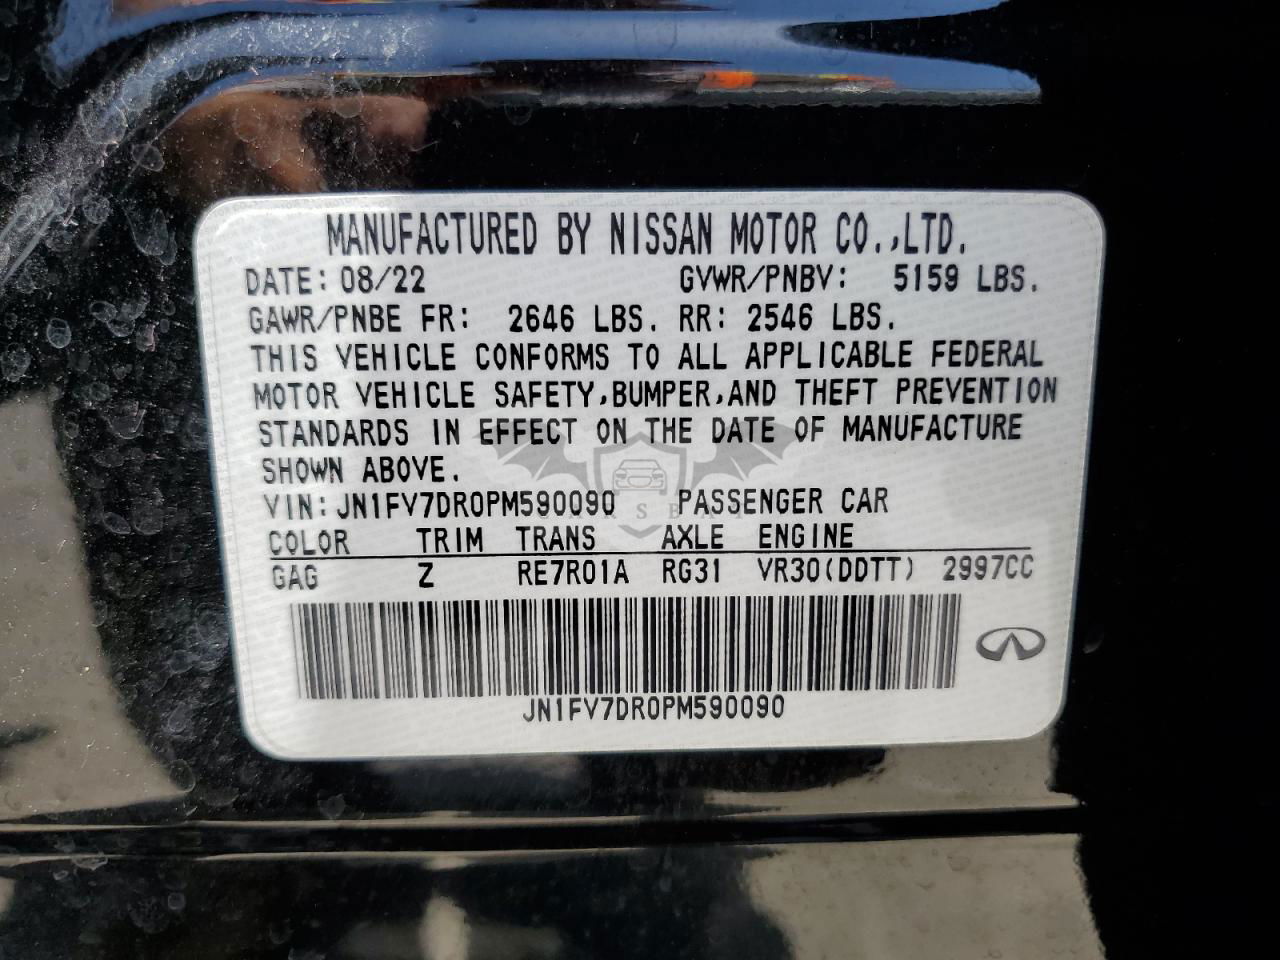 MANUFACTURED BY NISSAN MOTOR CO.,LTD.
DATE: 08/22 GVWR/PNBV: 5159 LBS.
GAWR/PNBE FR: 2646 LBS. RR: 2546 LBS.
THIS VEHICLE CONFORMS TO ALL APPLICABLE FEDERAL
MOTOR VEHICLE SAFETY,BUMPER,AND THEFT PREVENTION
STANDARDS IN EFFECT ON THE DATE OF MANUFACTURE
SHOWN ABOVE.
VIN: JN1FV7DR0PM590090 PASSENGER CAR
COLOR TRIM TRANS AXLE ENGINE
GAG Z RE7R01A RG31 VR30(DDTT) 2997CC
JN1FV7DR0PM590090